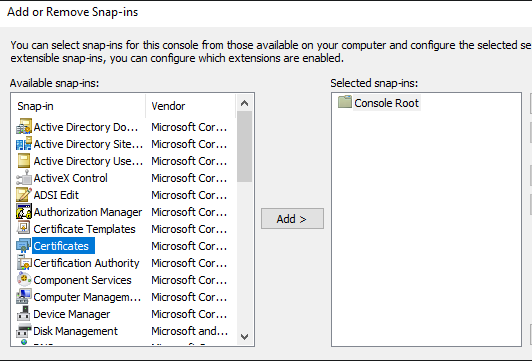 Add or Remove Snap-ins
You can select snap-ins for this console from those available on your computer and configure the selected se
extensible snap-ins, you can configure which extensions are enabled.
Available snap-ins:
Selected snap-ins:
Snap-in Vendor
Console Root
Active Directory Do... Microsoft Cor...
Active Directory Site... Microsoft Cor...
Active Directory Use... Microsoft Cor...
ActiveX Control Microsoft Cor...
ADSI Edit Microsoft Cor...
Authorization Manager Microsoft Cor...
Add >
Certificate Templates Microsoft Cor...
Certificates Microsoft Cor...
Certification Authority Microsoft Cor...
Component Services Microsoft Cor...
Computer Managem... Microsoft Cor...
Device Manager Microsoft Cor...
Disk Management Microsoft and...